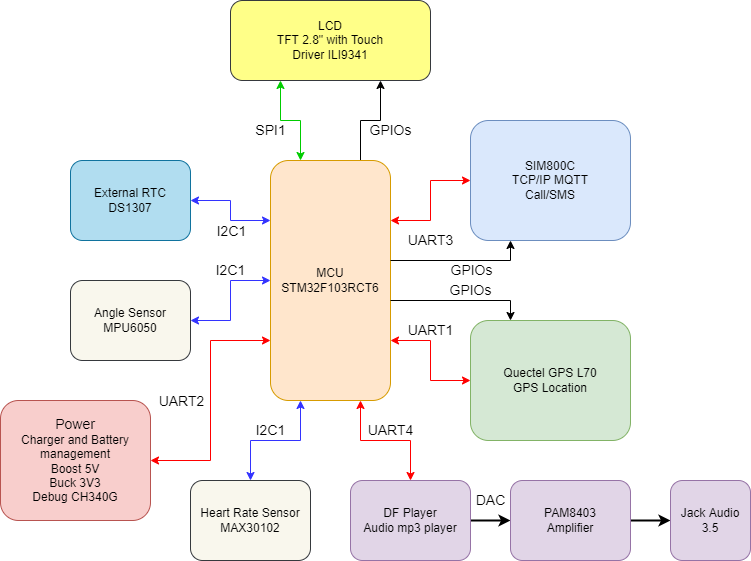 LCD
TFT 2.8" with Touch
Driver ILI9341
SPI1
GPIOs
External RTC
DS1307
I2C1
SIM800C
TCP/IP MQTT
Call/SMS
UART3
GPIOs
MCU
STM32F103RCT6
I2C1
Angle Sensor
MPU6050
GPIOs
UART1
Quectel GPS L70
GPS Location
UART2
Power
Charger and Battery
management
Boost 5V
Buck 3V3
Debug CH340G
I2C1
UART4
Heart Rate Sensor
MAX30102
DF Player
Audio mp3 player
DAC
PAM8403
Amplifier
Jack Audio
3.5